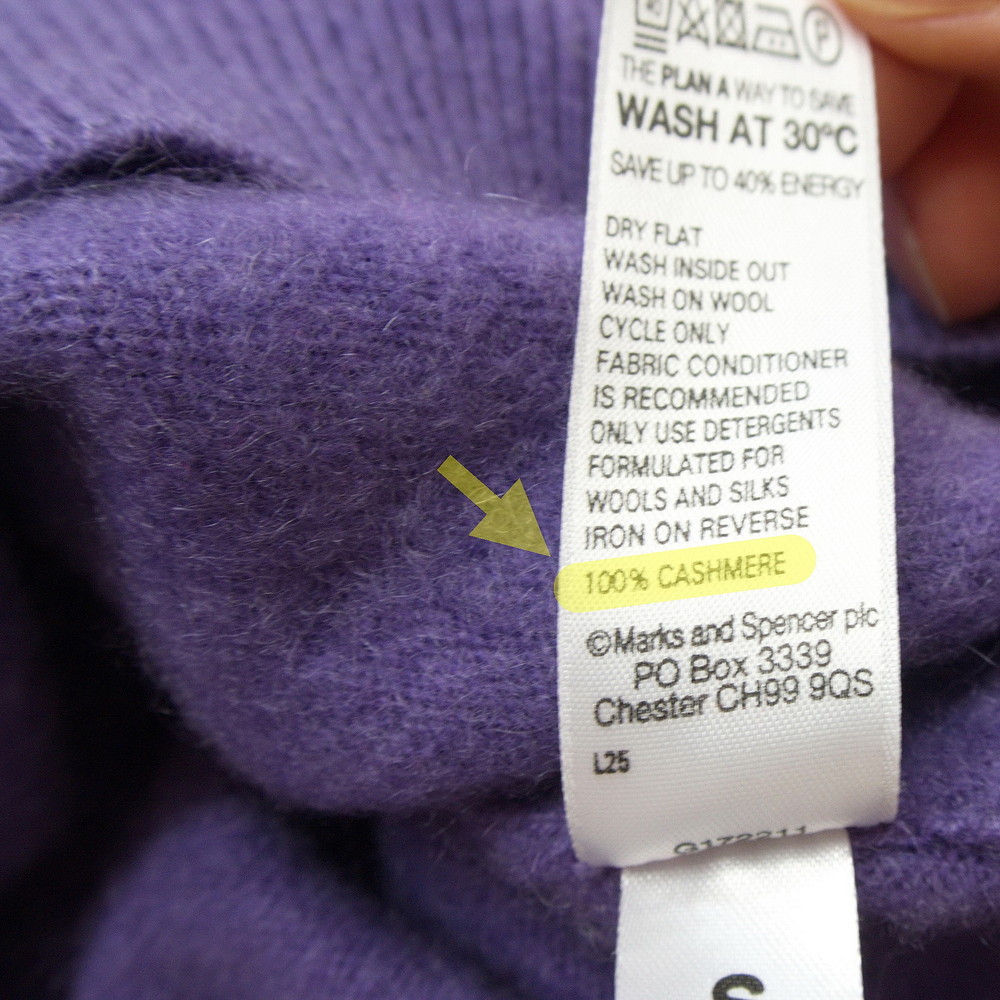 P
THE PLAN A WAY TO SAVE
WASH AT 30°C
SAVE UP TO 40% ENERGY
DRY FLAT
WASH INSIDE OUT
WASH ON WOOL
CYCLE ONLY
FABRIC CONDITIONER
IS RECOMMENDED
ONLY USE DETERGENTS
FORMULATED FOR
WOOLS AND SILKS
IRON ON REVERSE
100% CASHMERE
©Marks and Spencer plc
PO Box 3339
Chester CH99 9QS
L25
S